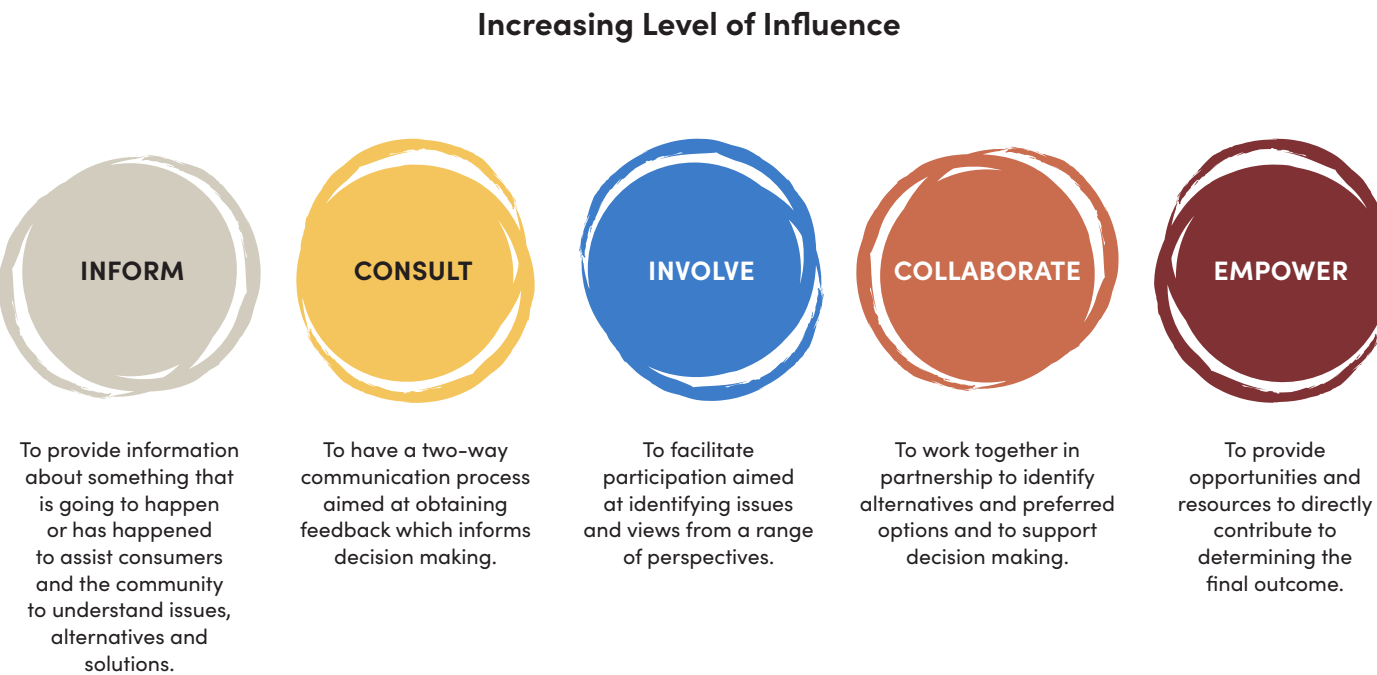 Increasing Level of Influence
INFORM
To provide information
about something that
is going to happen
or has happened
to assist consumers
and the community
to understand issues,
alternatives and
solutions.
CONSULT
To have a two-way
communication process
aimed at obtaining
feedback which informs
decision making.
INVOLVE
To facilitate
participation aimed
at identifying issues
and views from a range
of perspectives.
COLLABORATE
To work together in
partnership to identify
alternatives and preferred
options and to support
decision making.
EMPOWER
To provide
opportunities and
resources to directly
contribute to
determining the
final outcome.